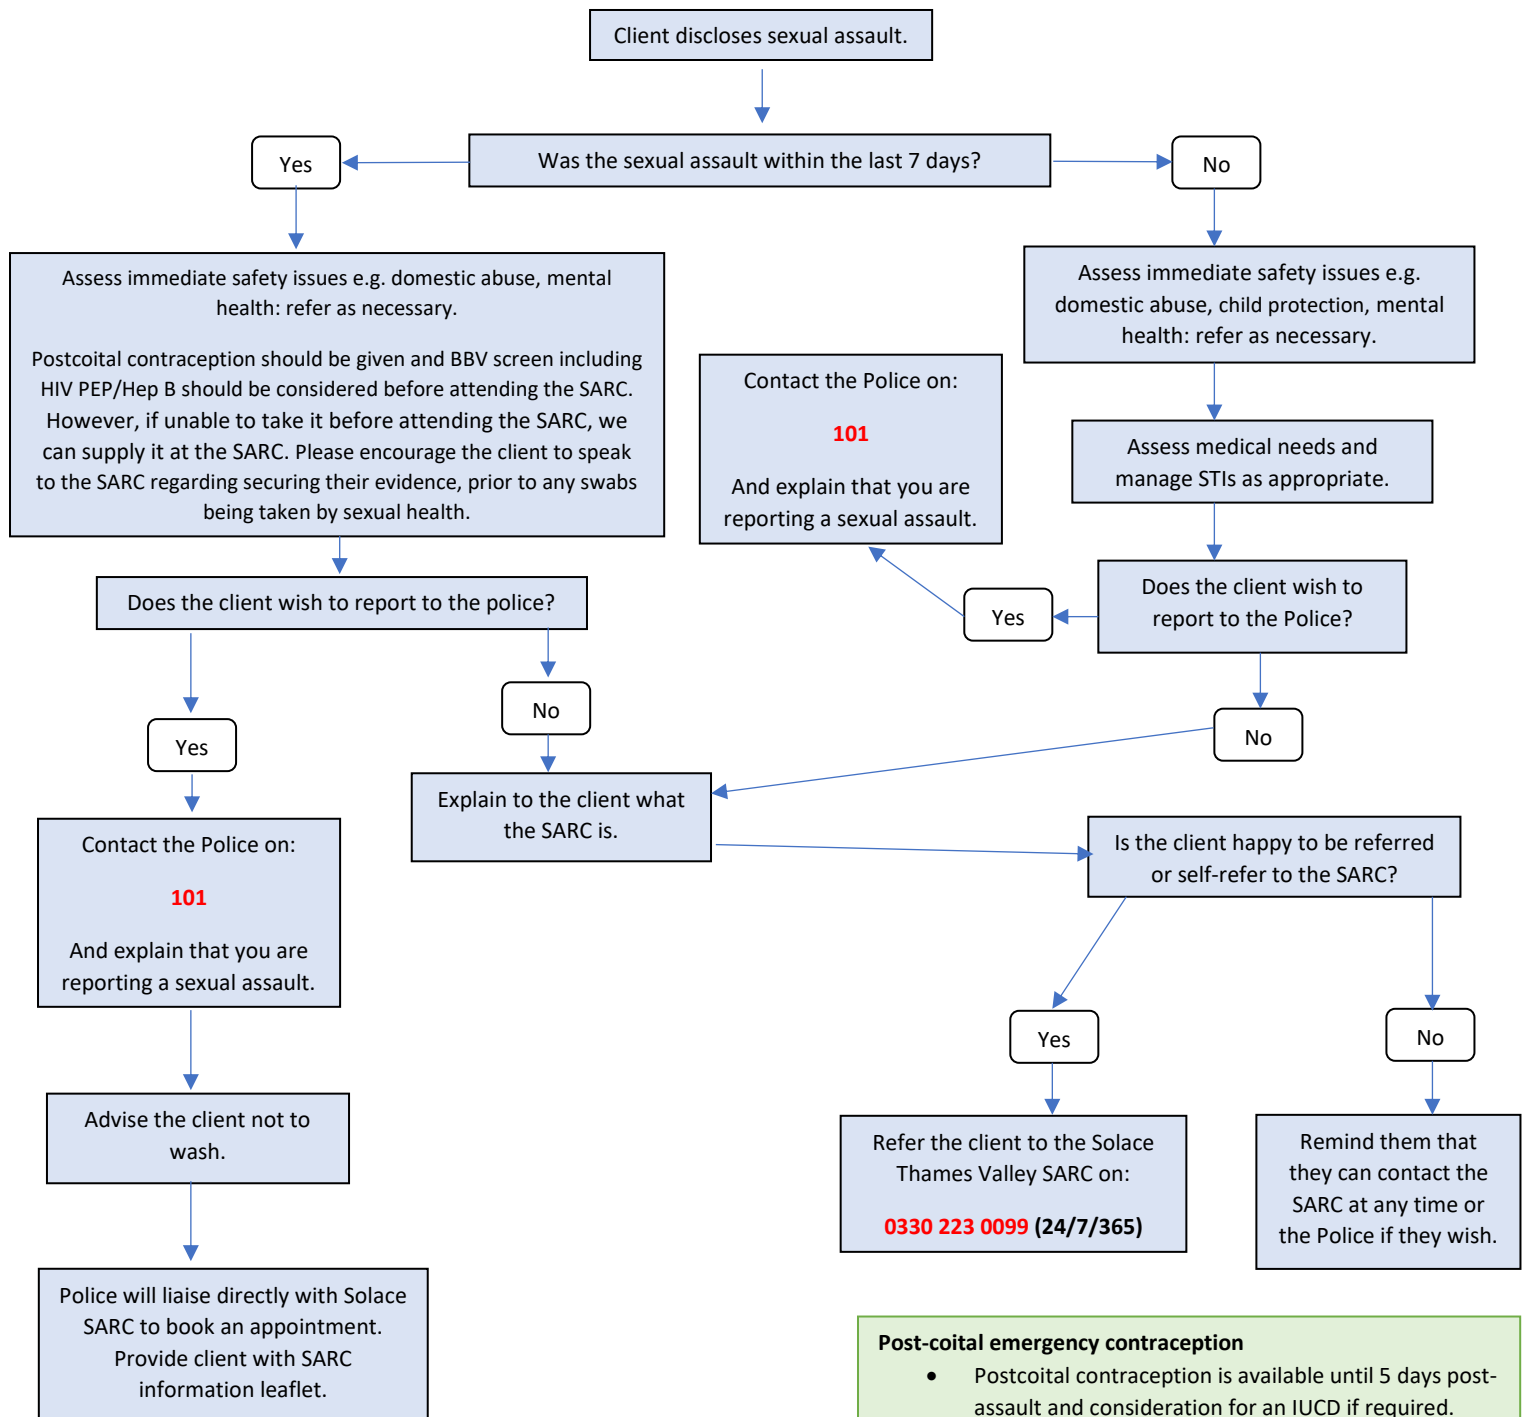 Client discloses sexual assault.
Was the sexual assault within the last 7 days?
Yes
No
Assess immediate safety issues e.g. domestic abuse, mental
health: refer as necessary.
Postcoital contraception should be given and BBV screen including
HIV PEP/Hep B should be considered before attending the SARC.
However, if unable to take it before attending the SARC, we
can supply it at the SARC. Please encourage the client to speak
to the SARC regarding securing their evidence, prior to any swabs
being taken by sexual health.
Does the client wish to report to the police?
Yes
No
Contact the Police on:
101
And explain that you are
reporting a sexual assault.
Advise the client not to
wash.
Police will liaise directly with Solace
SARC to book an appointment.
Provide client with SARC
information leaflet.
Assess immediate safety issues e.g.
domestic abuse, child protection, mental
health: refer as necessary.
Assess medical needs and
manage STIs as appropriate.
Does the client wish to
report to the Police?
Yes
Contact the Police on:
101
And explain that you are
reporting a sexual assault.
No
Explain to the client what
the SARC is.
Is the client happy to be referred
or self-refer to the SARC?
Yes
No
Refer the client to the Solace
Thames Valley SARC on:
0330 223 0099 (24/7/365)
Remind them that
they can contact the
SARC at any time or
the Police if they wish.
Post-coital emergency contraception
• Postcoital contraception is available until 5 days post-
assault and consideration for an IUCD if required.